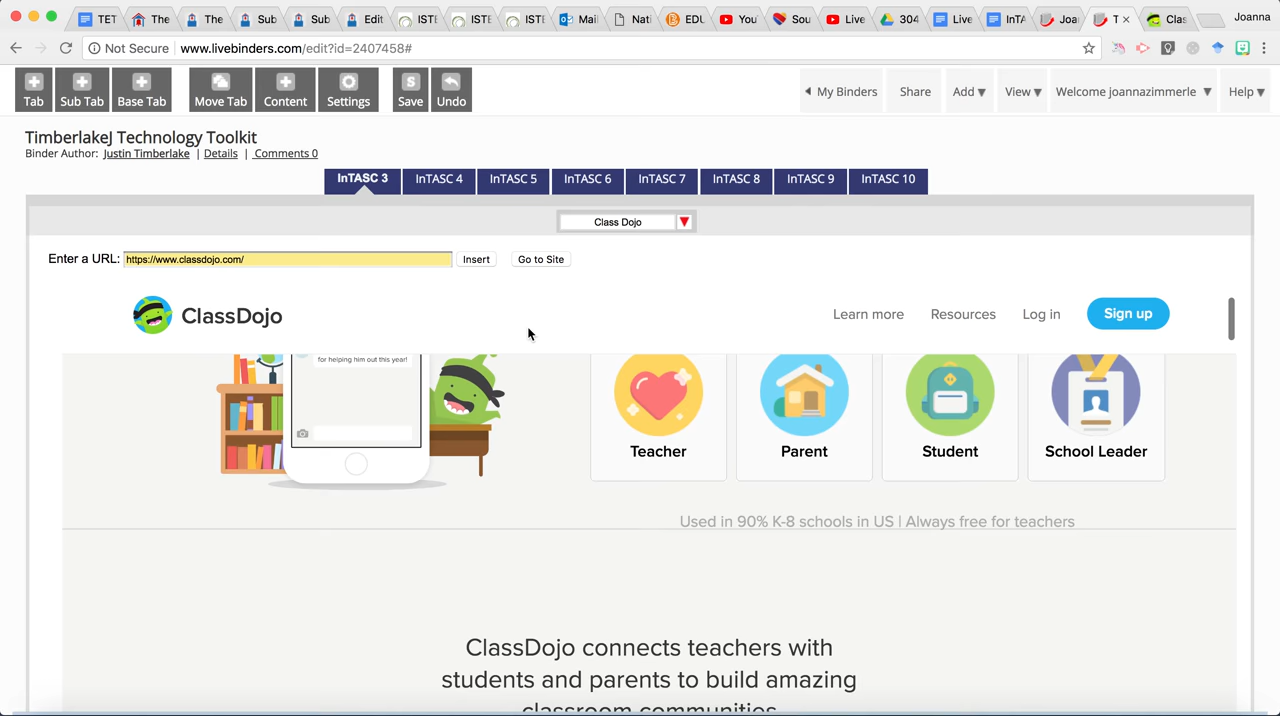 TET
The
The
Sub
Sub
Edit
ISTE
ISTE
ISTE
Mail
Nati
EDU
You
Sou
Live
304
Live
InTA
Joa
T
Clas
Joanna
Not Secure
www.livebinders.com/edit?id=2407458#
Tab
Sub Tab
Base Tab
Move Tab
Content
Settings
S
Save
Undo
My Binders
Share
Add
View
Welcome joannazimmerle
Help
TimberlakeJ Technology Toolkit
Binder Author: Justin Timberlake | Details | Comments 0
InTASC 3
InTASC 4
InTASC 5
InTASC 6
InTASC 7
InTASC 8
InTASC 9
InTASC 10
Class Dojo
Enter a URL: https://www.classdojo.com/ Insert Go to Site
ClassDojo
Learn more
Resources
Log in
Sign up
for helping him out this year!
Teacher
Parent
Student
School Leader
Used in 90% K-8 schools in US | Always free for teachers
ClassDojo connects teachers with
students and parents to build amazing
classroom communities